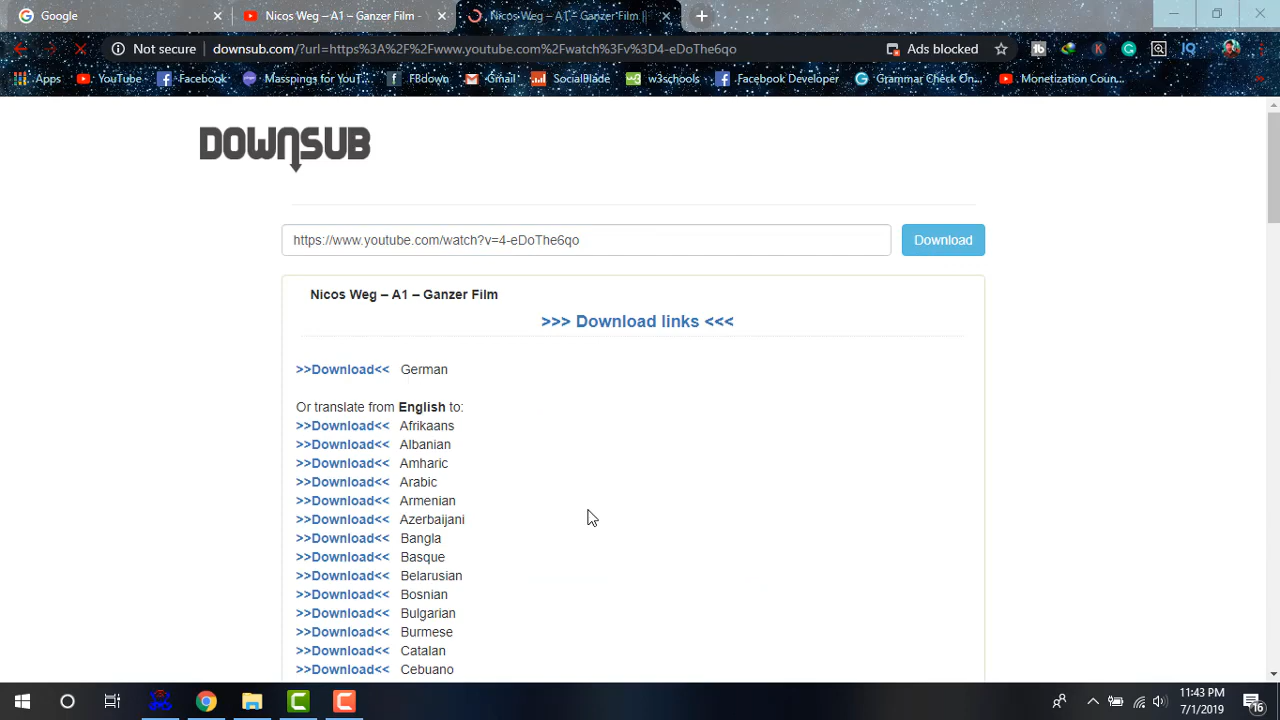 Google
Nicos Weg – A1 – Ganzer Film -
Nicos Weg – A1 – Ganzer Film ||
Not secure
downsub.com/?url=https%3A%2F%2Fwww.youtube.com%2Fwatch%3Fv%3D4-eDoThe6qo
Ads blocked
Apps
YouTube
Facebook
Masspings for YouT...
FBdown
Gmail
SocialBlade
w3schools
Facebook Developer
Grammar Check On...
Monetization Coun...
DOWNSUB
https://www.youtube.com/watch?v=4-eDoThe6qo
Download
Nicos Weg – A1 – Ganzer Film
>>> Download links <<<
>>Download<< German
Or translate from English to:
>>Download<< Afrikaans
>>Download<< Albanian
>>Download<< Amharic
>>Download<< Arabic
>>Download<< Armenian
>>Download<< Azerbaijani
>>Download<< Bangla
>>Download<< Basque
>>Download<< Belarusian
>>Download<< Bosnian
>>Download<< Bulgarian
>>Download<< Burmese
>>Download<< Catalan
>>Download<< Cebuano
11:43 PM
7/1/2019
16